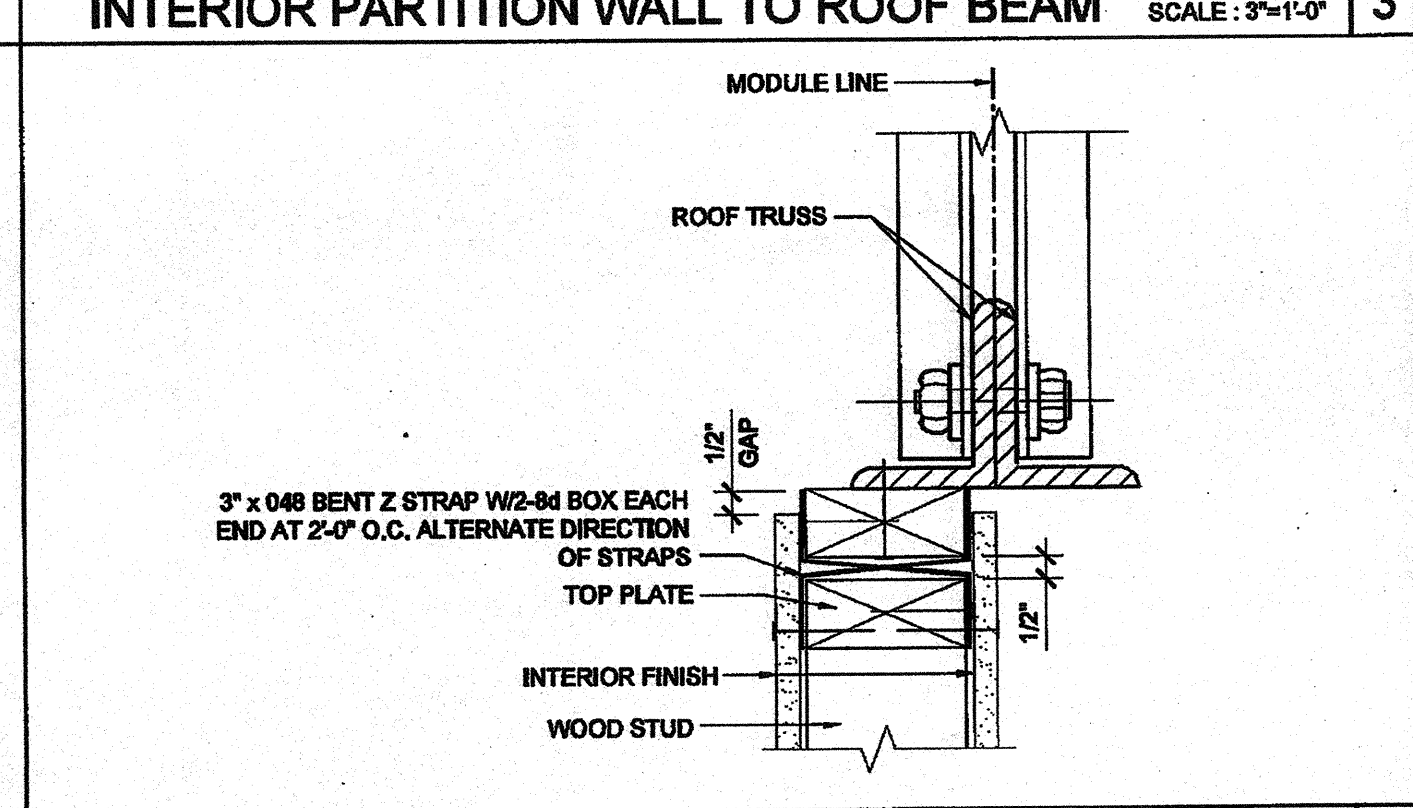 INTERIOR PARTITION WALL TO ROOF BEAM
SCALE : 3"=1'-0"
3
MODULE LINE
ROOF TRUSS
1/2"
GAP
3" x 048 BENT Z STRAP W/2-8d BOX EACH
END AT 2'-0" O.C. ALTERNATE DIRECTION
OF STRAPS
TOP PLATE
1/2"
INTERIOR FINISH
WOOD STUD